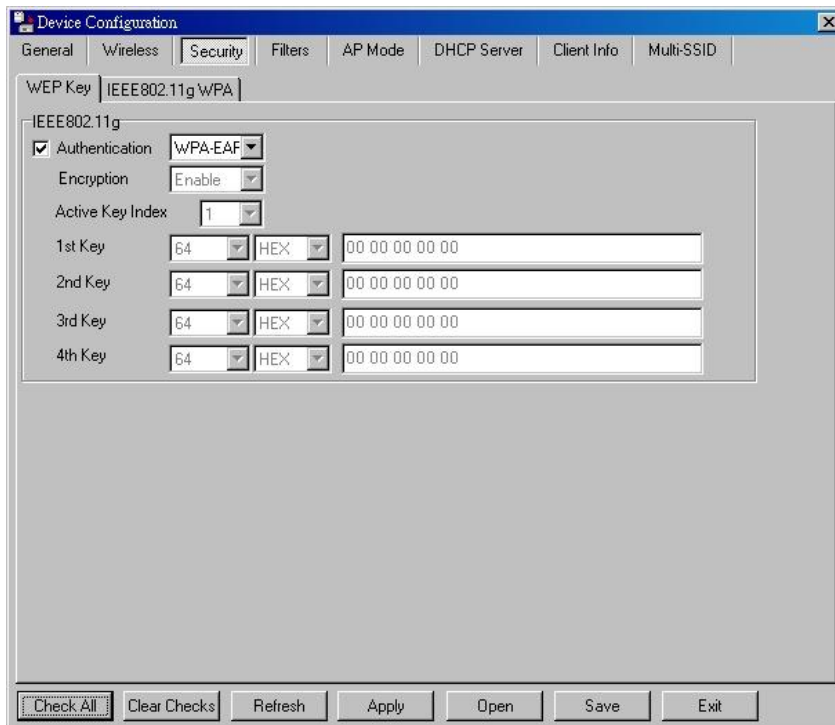 Device Configuration
General Wireless Security Filters AP Mode DHCP Server Client Info Multi-SSID
WEP Key IEEE802.11g WPA
IEEE802.11g
Authentication WPA-EAP
Encryption Enable
Active Key Index 1
1st Key 64 HEX 00 00 00 00 00
2nd Key 64 HEX 00 00 00 00 00
3rd Key 64 HEX 00 00 00 00 00
4th Key 64 HEX 00 00 00 00 00
Check All Clear Checks Refresh Apply Open Save Exit